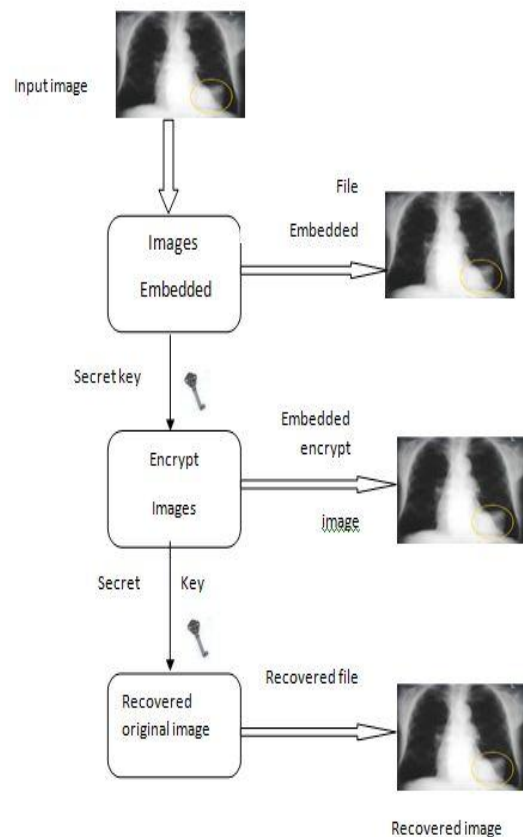 Input image
File
Embedded
Images
Embedded
Secret key
Embedded
encrypt
image
Encrypt
Images
Secret Key
Recovered file
Recovered
original image
Recovered image